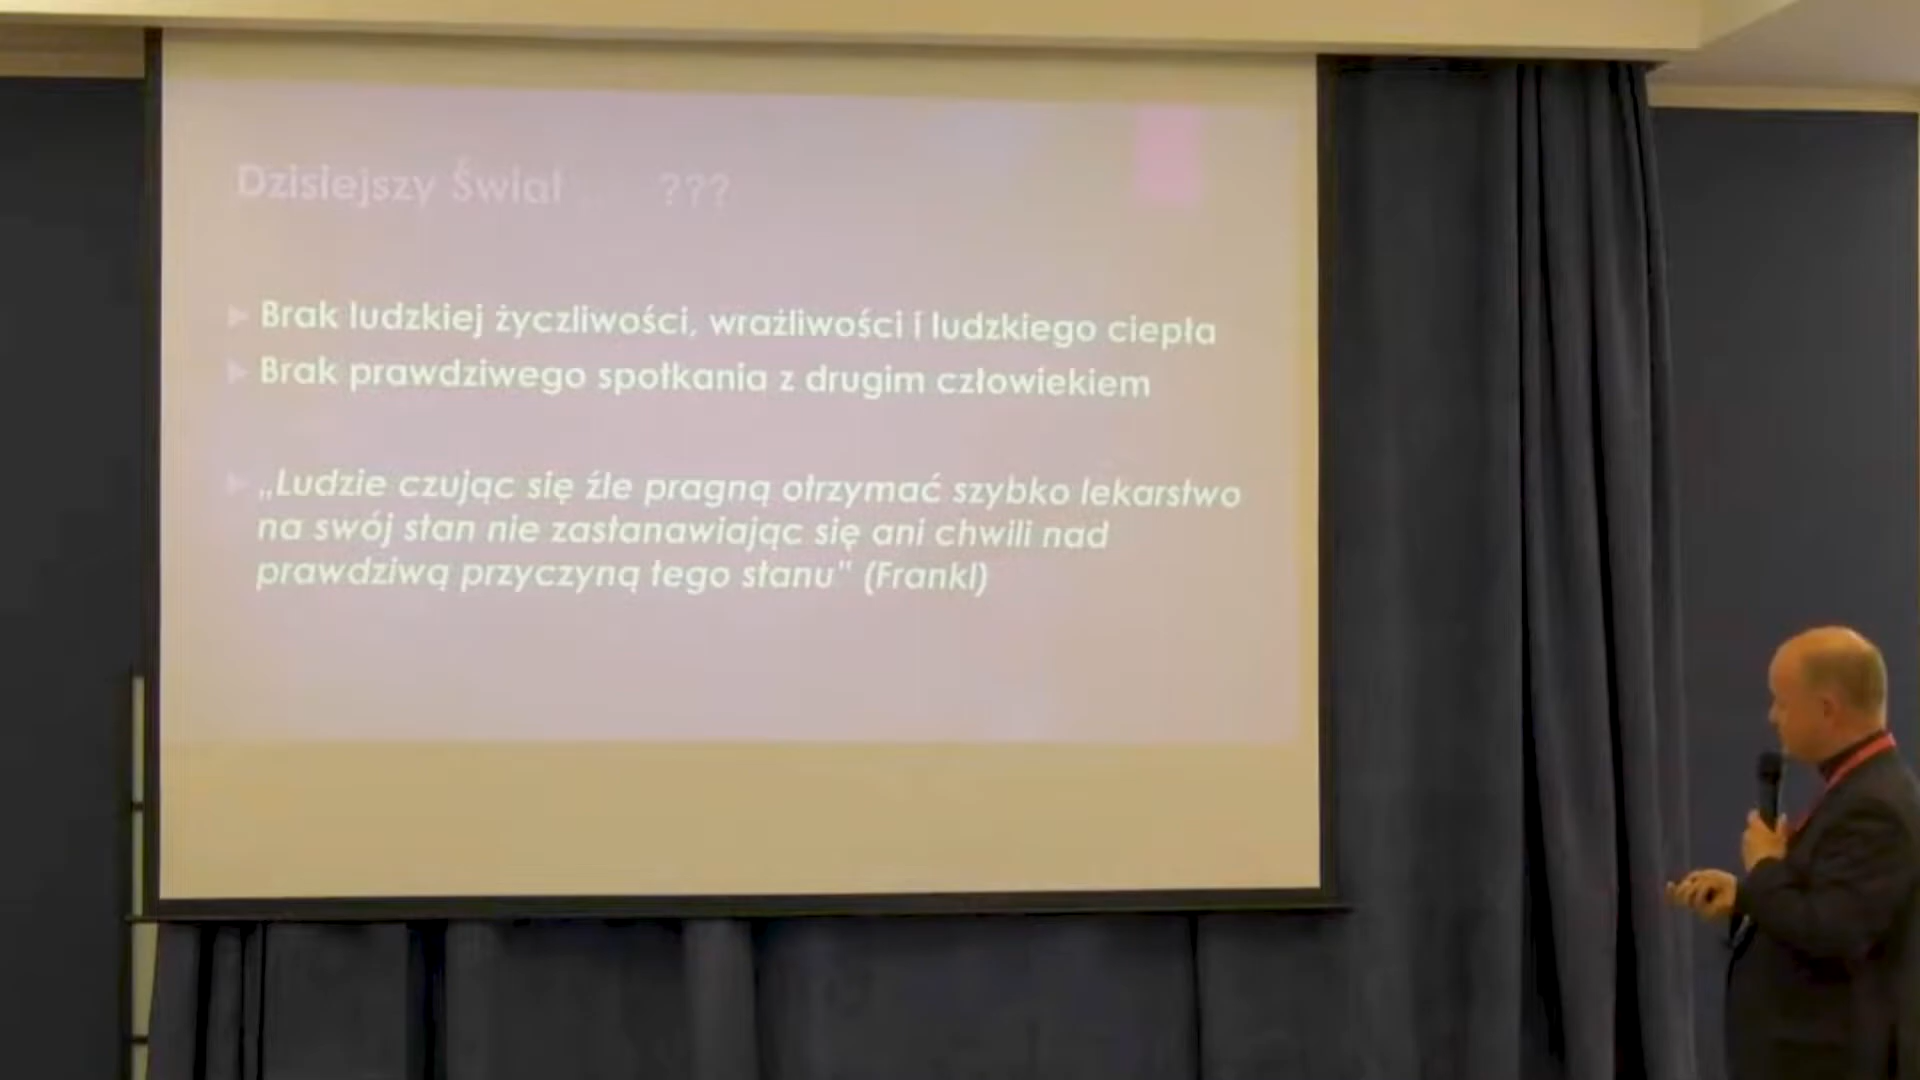 Dzisiejszy Świat .. ???
Brak ludzkiej życzliwości, wrażliwości i ludzkiego ciepła
Brak prawdziwego spotkania z drugim człowiekiem
„Ludzie czując się źle pragną otrzymać szybko lekarstwo
na swój stan nie zastanawiając się ani chwili nad
prawdziwą przyczyną tego stanu" (Frankl)